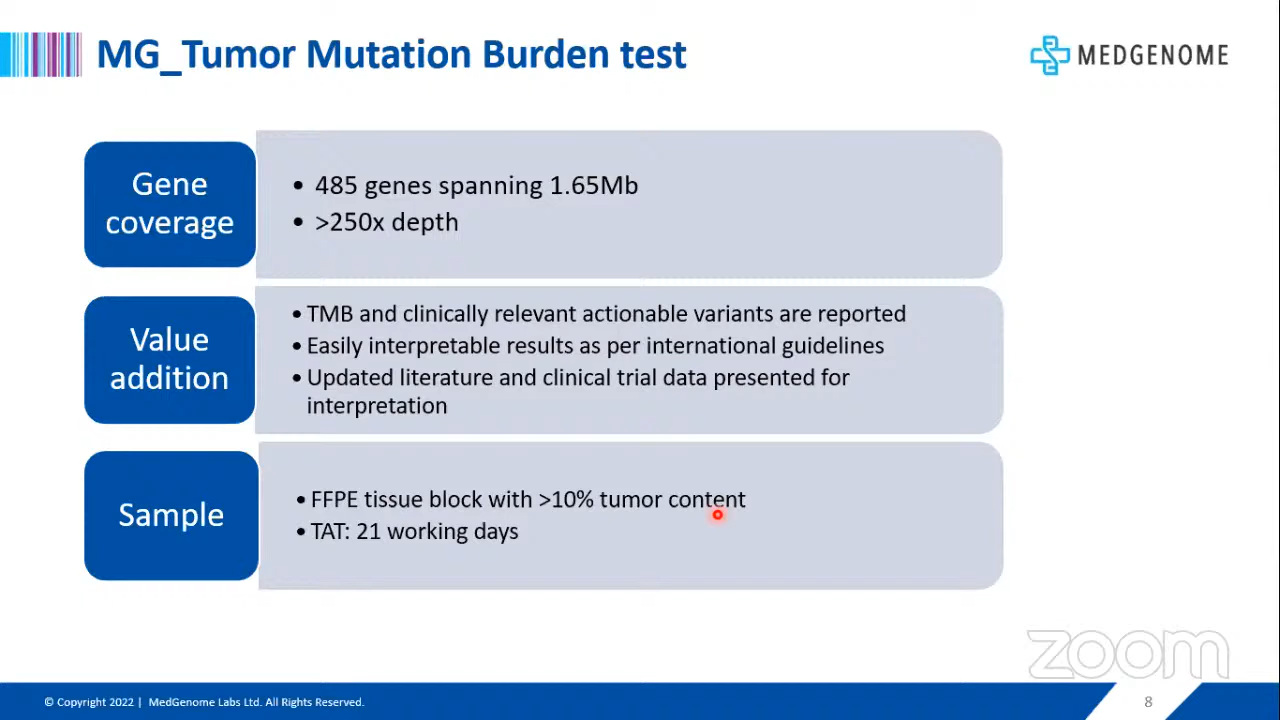 MG_Tumor Mutation Burden test
MEDGENOME
Gene
coverage
• 485 genes spanning 1.65Mb
• >250x depth
Value
addition
• TMB and clinically relevant actionable variants are reported
• Easily interpretable results as per international guidelines
• Updated literature and clinical trial data presented for
interpretation
Sample
• FFPE tissue block with >10% tumor content
• TAT: 21 working days
zoom
© Copyright 2022 | MedGenome Labs Ltd. All Rights Reserved.
8